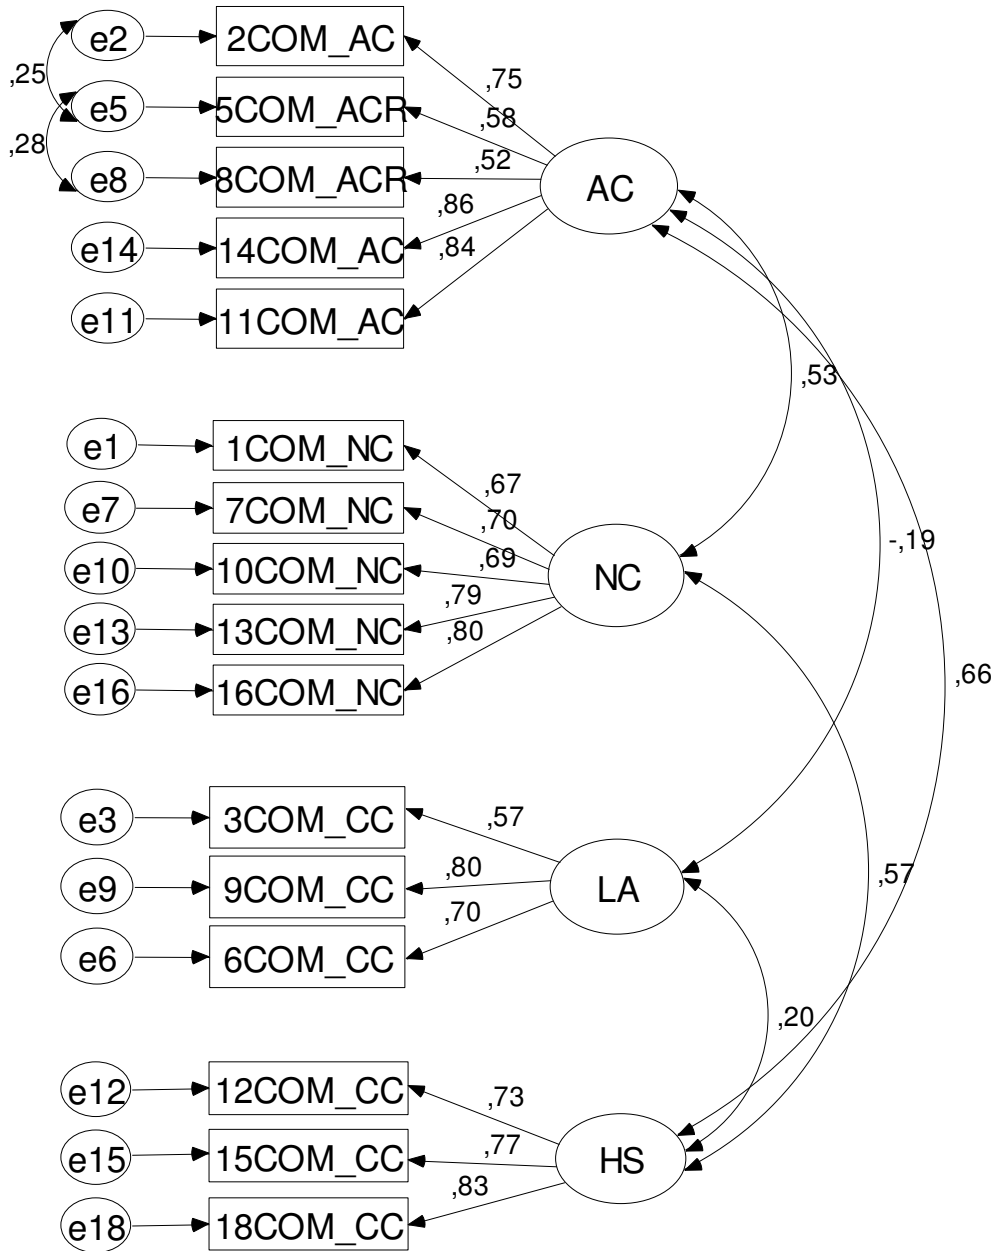 e2
2COM_AC
,75
,25
e5
5COM_ACR
,58
,28
e8
8COM_ACR
,52
AC
e14
14COM_AC
,86
e11
11COM_AC
,84
,53
e1
1COM_NC
,67
e7
7COM_NC
,70
e10
10COM_NC
,69
NC
-,19
e13
13COM_NC
,79
e16
16COM_NC
,80
,66
e3
3COM_CC
,57
e9
9COM_CC
,80
LA
,57
e6
6COM_CC
,70
,20
e12
12COM_CC
,73
e15
15COM_CC
,77
HS
e18
18COM_CC
,83